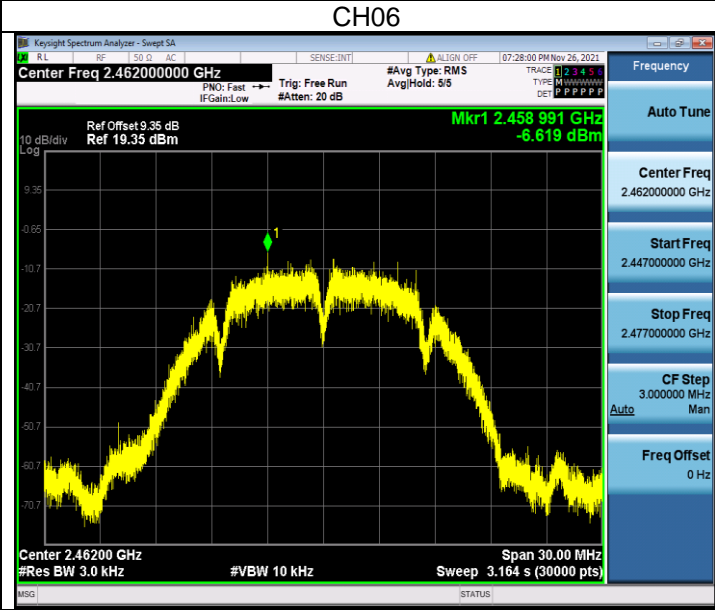 CH06
Keysight Spectrum Analyzer - Swept SA
LXI RL RF 50 Ω AC SENSE:INT ALIGN OFF 07:28:00 PM Nov 26, 2021
Center Freq 2.462000000 GHz
PNO: Fast
IFGain:Low
Trig: Free Run
#Atten: 20 dB
#Avg Type: RMS
Avg|Hold: 5/5
TRACE 1 2 3 4 5 6
TYPE M WWWWW
DET P P P P P P
Mkr1 2.458 991 GHz
-6.619 dBm
Ref Offset 9.35 dB
10 dB/div Ref 19.35 dBm
Log
9.35
-0.65
-10.7
-20.7
-30.7
-40.7
-50.7
-60.7
-70.7
1
Center 2.46200 GHz Span 30.00 MHz
#Res BW 3.0 kHz #VBW 10 kHz Sweep 3.164 s (30000 pts)
MSG STATUS
Frequency
Auto Tune
Center Freq
2.462000000 GHz
Start Freq
2.447000000 GHz
Stop Freq
2.477000000 GHz
CF Step
3.000000 MHz
Auto Man
Freq Offset
0 Hz